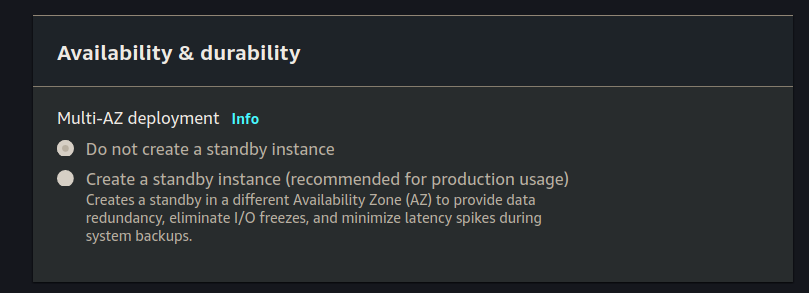 Availability & durability
Multi-AZ deployment Info
Do not create a standby instance
Create a standby instance (recommended for production usage)
Creates a standby in a different Availability Zone (AZ) to provide data
redundancy, eliminate I/O freezes, and minimize latency spikes during
system backups.